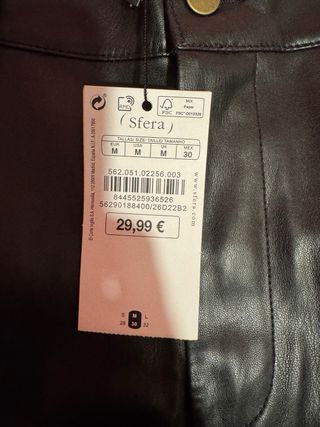 RFID
FSC
MIX
Paper
( Sfera )
TALLAS/ SIZE/ TAILLE/ TAMANHO
EUR USA UK MEX
M M M 30
562.051.02256.003
8445525936526
56290188400/26D22B2
29,99 €
www.sfera.com
S M L
28 30 32